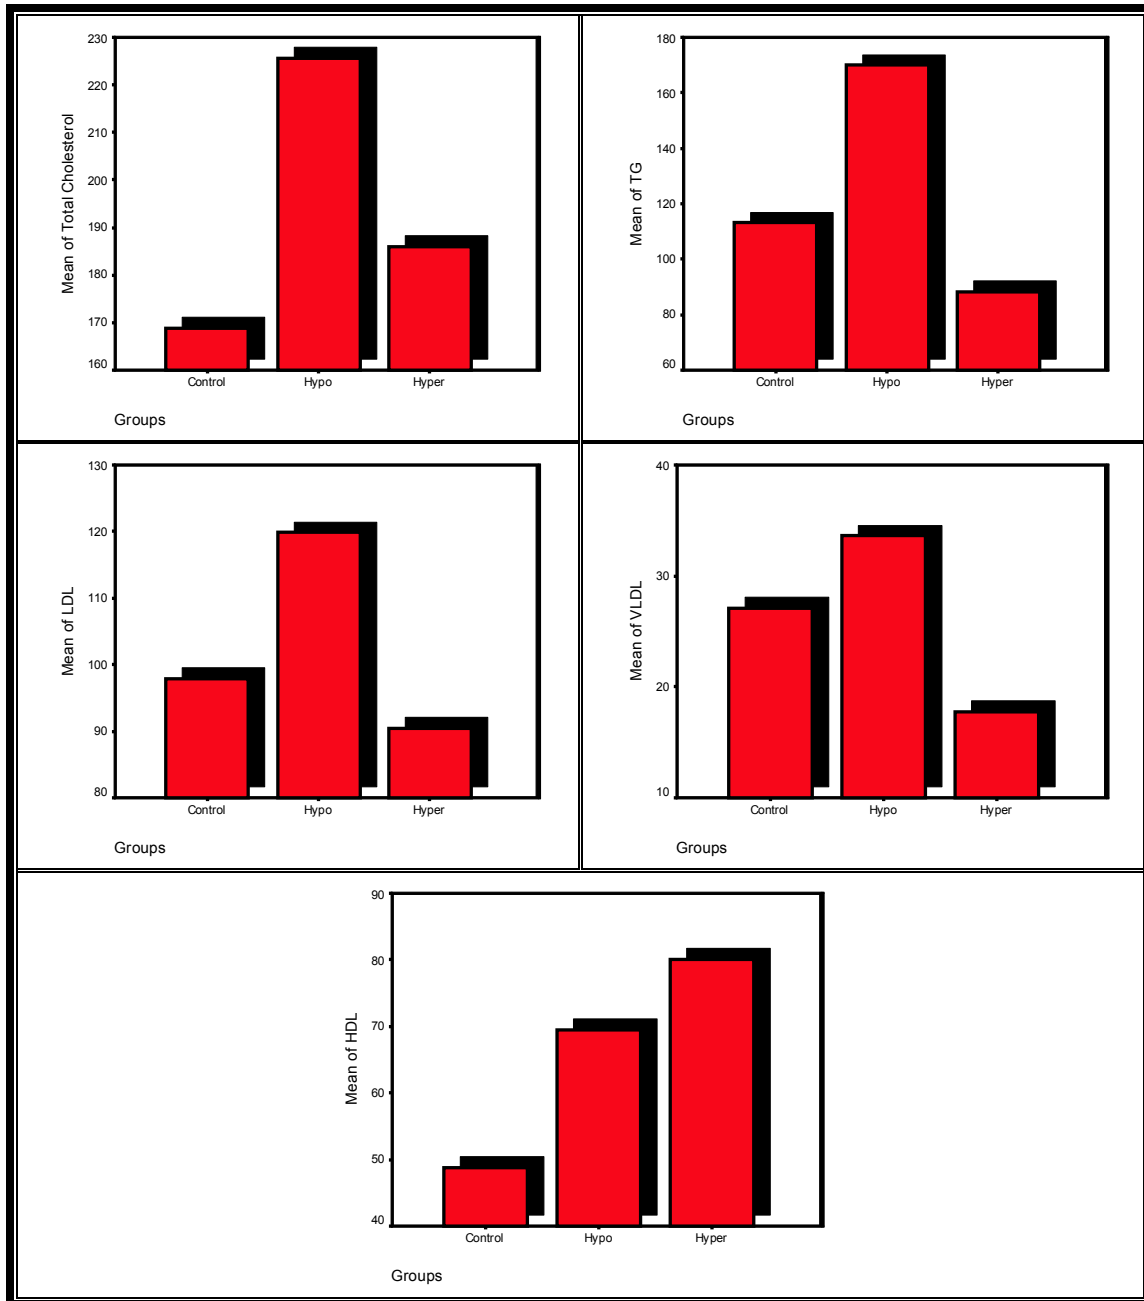 Mean of Total Cholesterol
230
220
210
200
190
180
170
160
Control Hypo Hyper
Groups
Mean of TG
180
160
140
120
100
80
60
Control Hypo Hyper
Groups
Mean of LDL
130
120
110
100
90
80
Control Hypo Hyper
Groups
Mean of VLDL
40
30
20
10
Control Hypo Hyper
Groups
Mean of HDL
90
80
70
60
50
40
Control Hypo Hyper
Groups